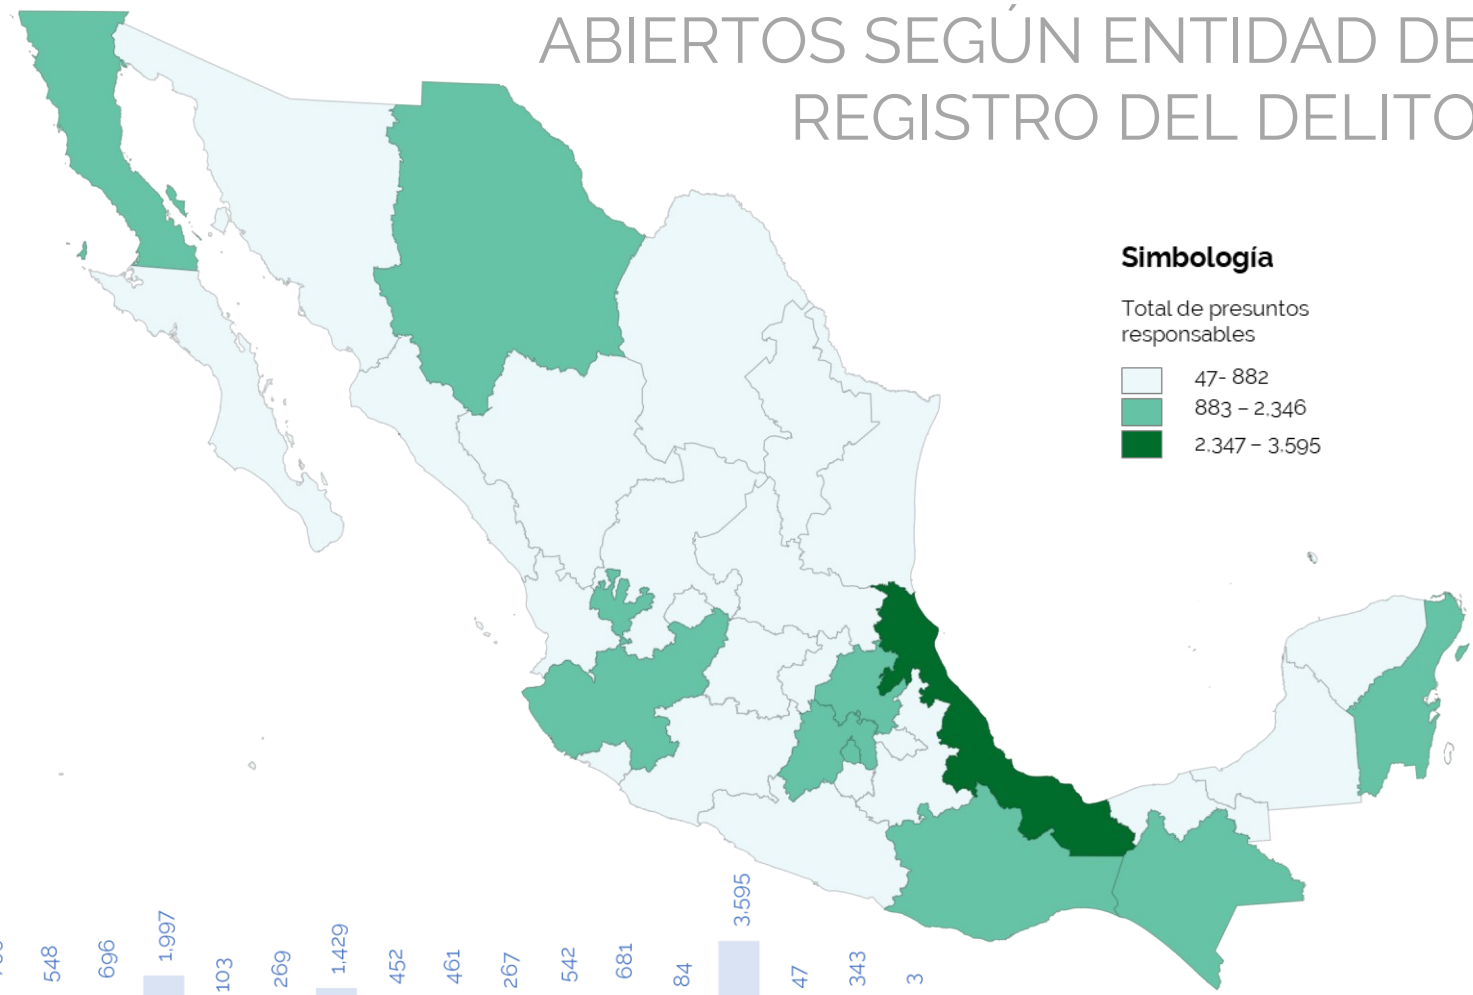 ABIERTOS SEGÚN ENTIDAD DE
REGISTRO DEL DELITO
Simbología
Total de presuntos
responsables
47- 882
883 – 2,346
2,347 – 3,595
548
696
1,997
103
269
1,429
452
461
267
542
681
84
3,595
47
343
3